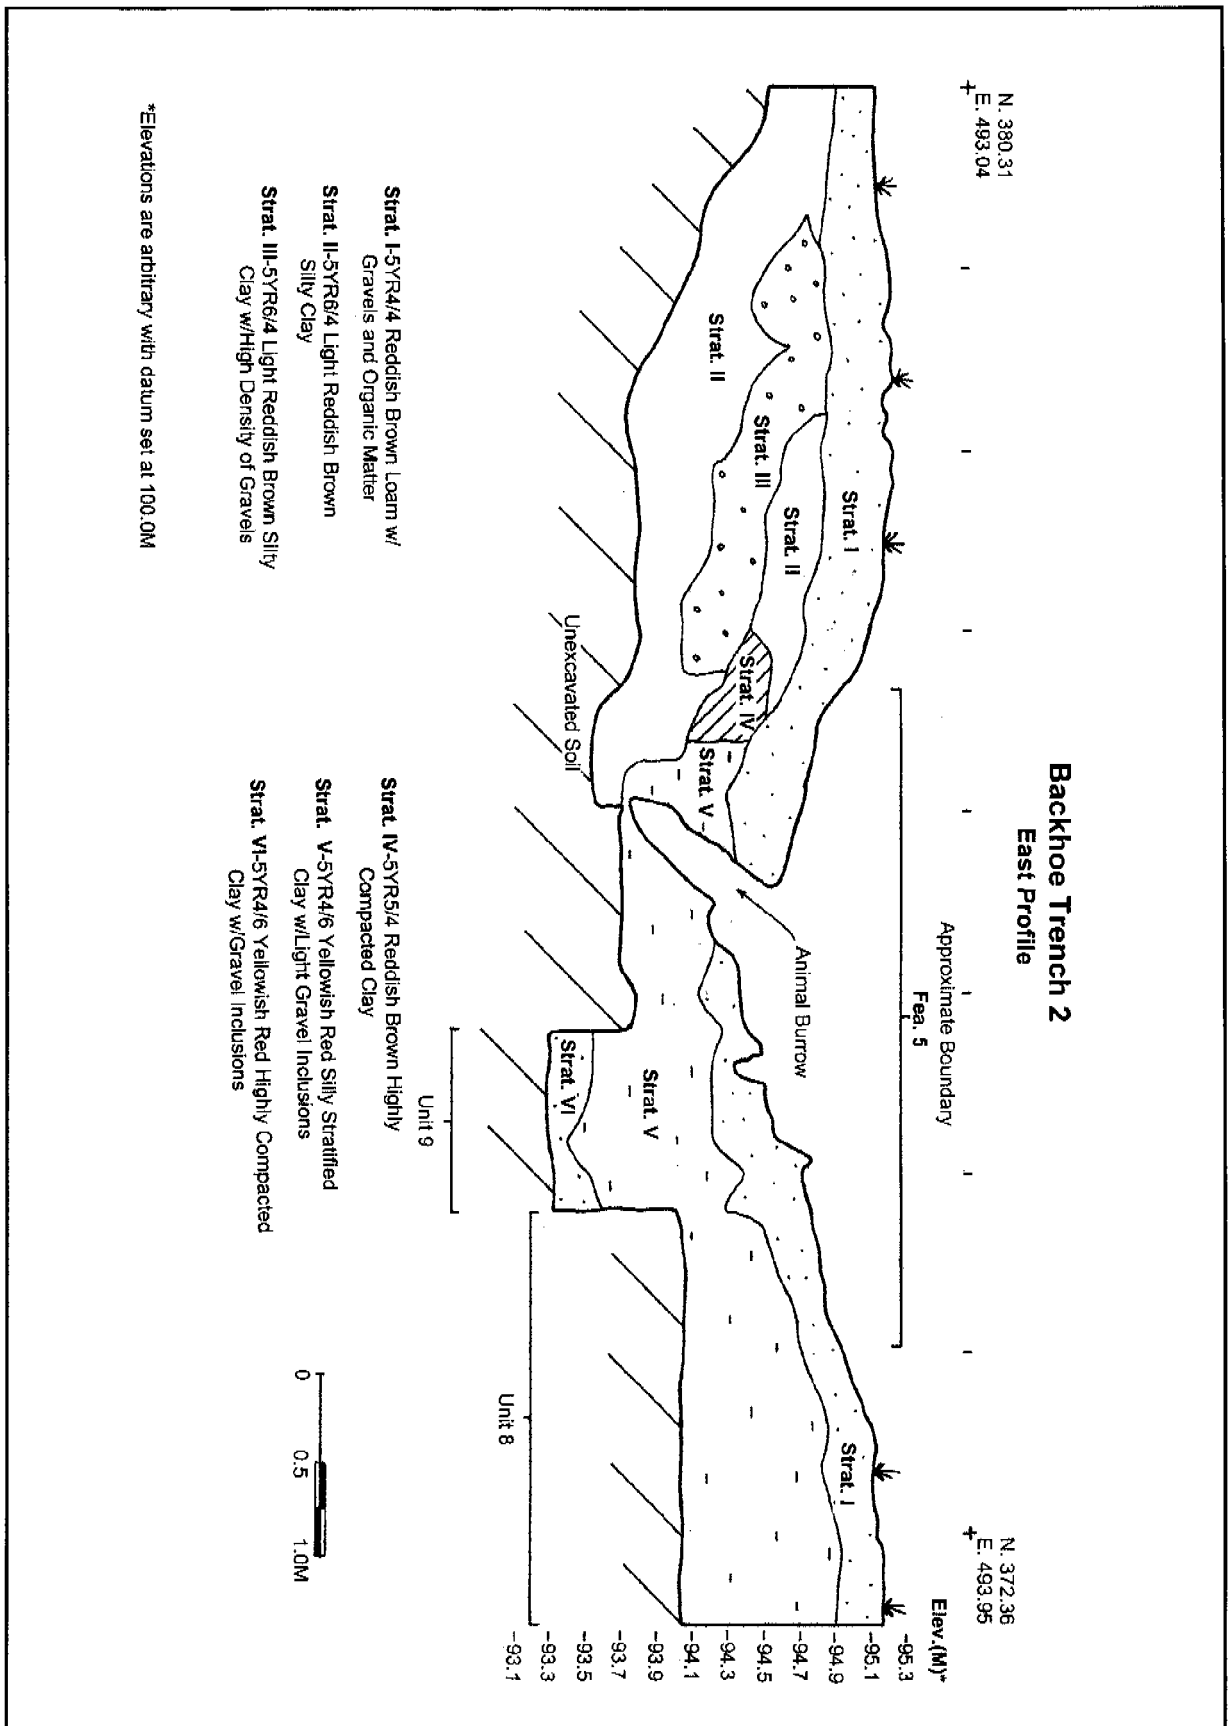 Backhoe Trench 2
East Profile
N. 380.31
E. 493.04
N. 372.36
E. 493.95
Approximate Boundary
Fea. 5
Elev.(M)*
-95.3
-95.1
-94.9
-94.7
-94.5
-94.3
-94.1
-93.9
-93.7
-93.5
-93.3
-93.1
Strat. I
Strat. II
Strat. III
Strat. II
Strat. IV
Strat. V
Animal Burrow
Strat. V
Strat. VI
Strat. I
Unexcavated Soil
Unit 9
Unit 8
Strat. I-5YR4/4 Reddish Brown Loam w/
Gravels and Organic Matter
Strat. II-5YR6/4 Light Reddish Brown
Silty Clay
Strat. III-5YR6/4 Light Reddish Brown Silty
Clay w/High Density of Gravels
Strat. IV-5YR5/4 Reddish Brown Highly
Compacted Clay
Strat. V-5YR4/6 Yellowish Red Silly Stratified
Clay w/Light Gravel Inclusions
Strat. V1-5YR4/6 Yellowish Red Highly Compacted
Clay w/Gravel Inclusions
0 0.5 1.0M
*Elevations are arbitrary with datum set at 100.0M